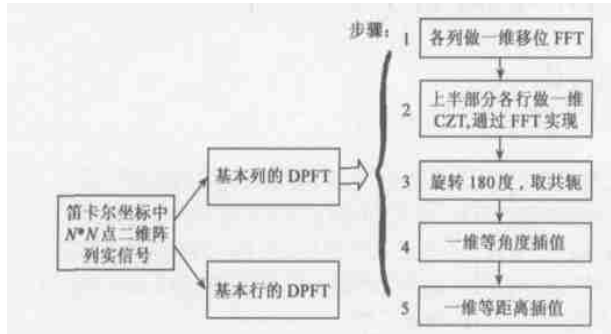 步骤：
1 各列做一维移位 FFT
2 上半部分各行做一维
CZT,通过 FFT 实现
3 旋转 180 度，取共轭
4 一维等角度插值
5 一维等距离插值
基本列的 DPFT
笛卡尔坐标中
N*N 点二维阵
列实信号
基本行的 DPFT